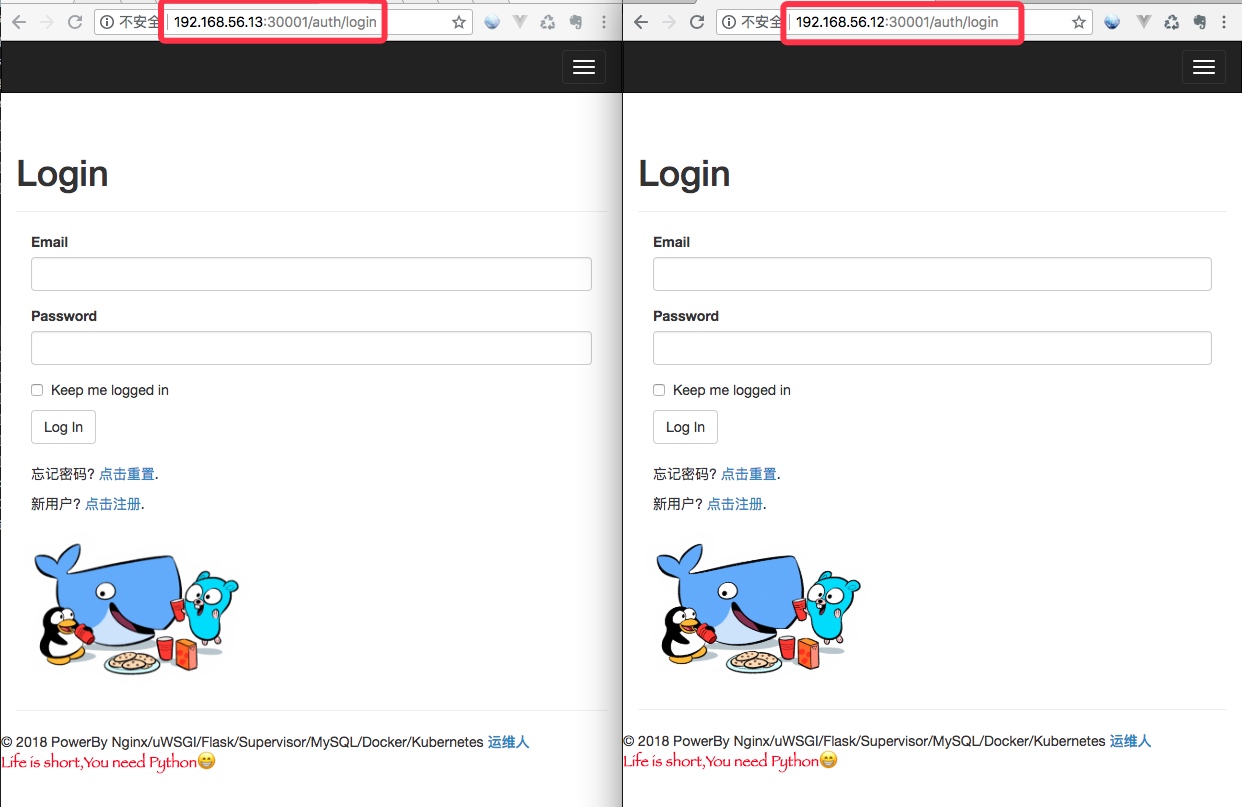 不安全 192.168.56.13:30001/auth/login
Login
Email
Password
Keep me logged in
Log In
忘记密码? 点击重置.
新用户? 点击注册.
© 2018 PowerBy Nginx/uWSGI/Flask/Supervisor/MySQL/Docker/Kubernetes 运维人
Life is short,You need Python😁
不安全 192.168.56.12:30001/auth/login
Login
Email
Password
Keep me logged in
Log In
忘记密码? 点击重置.
新用户? 点击注册.
© 2018 PowerBy Nginx/uWSGI/Flask/Supervisor/MySQL/Docker/Kubernetes 运维人
Life is short,You need Python😁